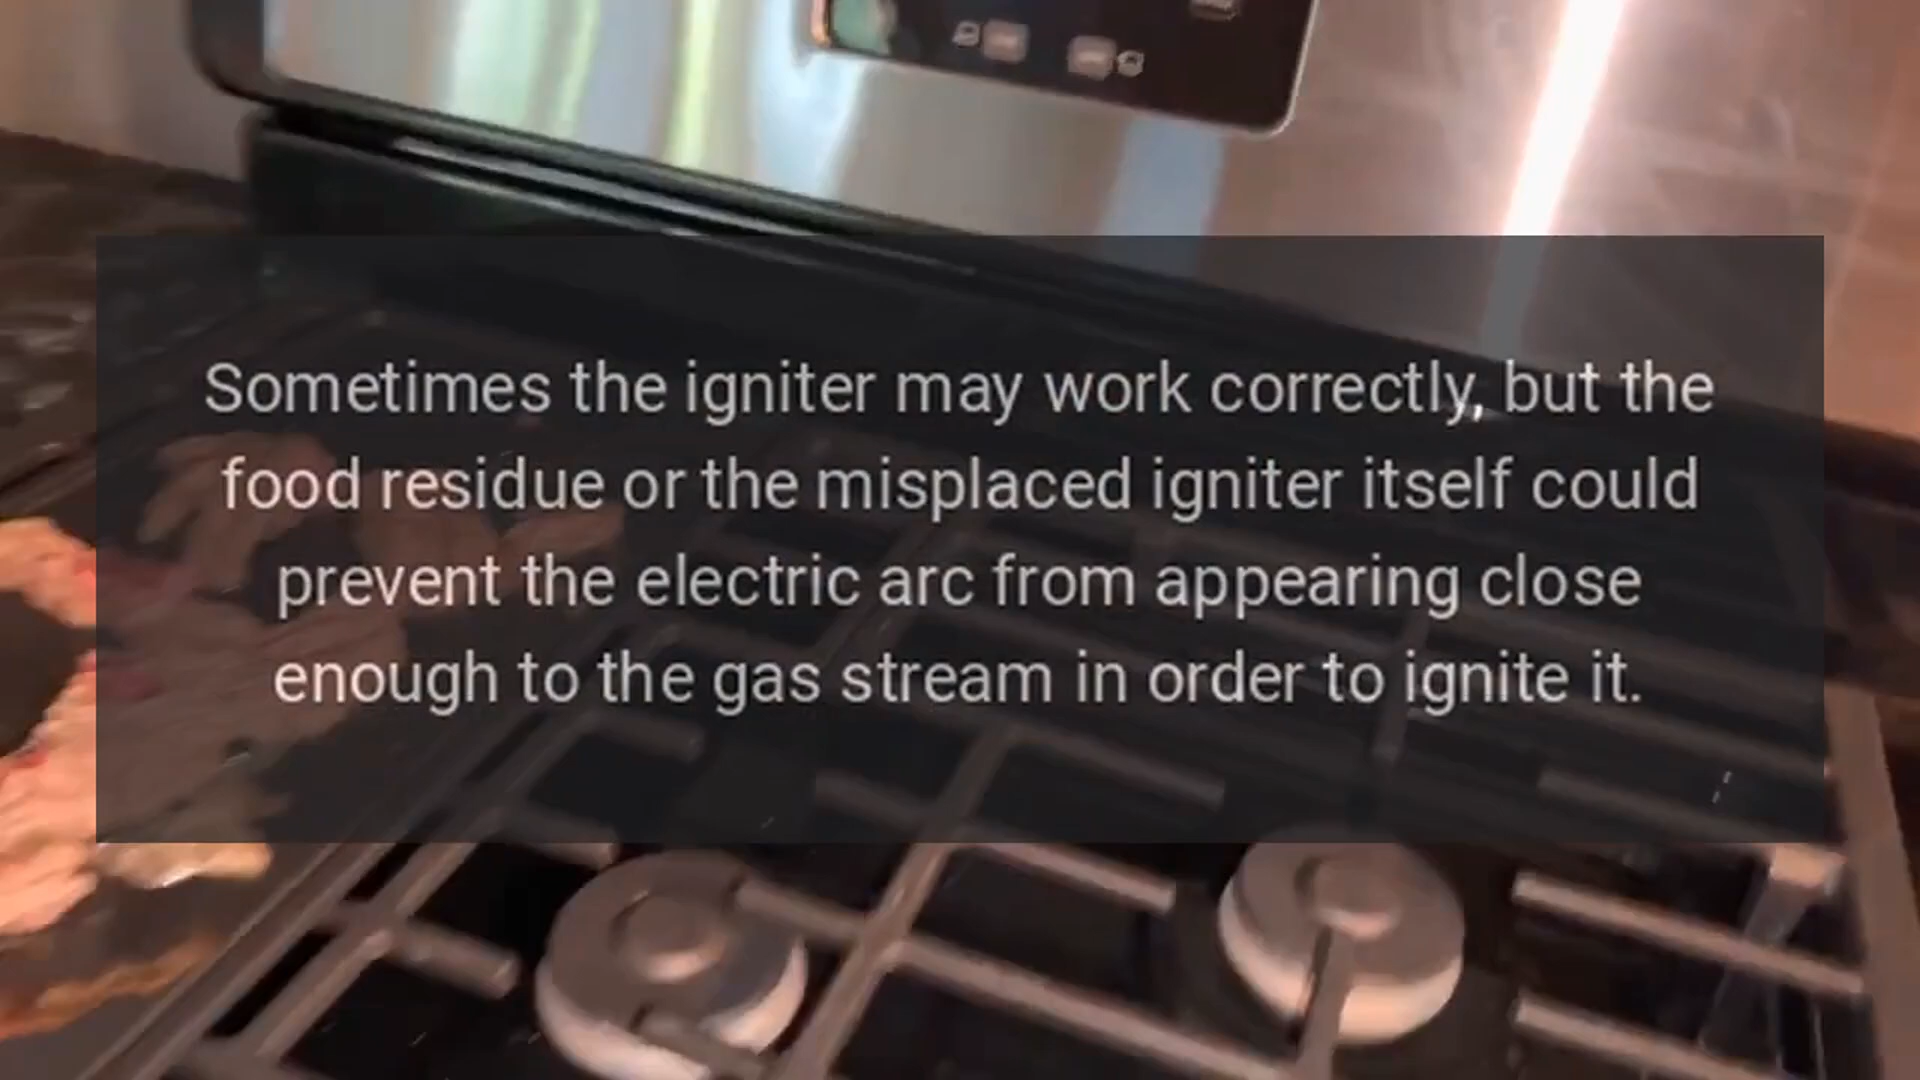 Sometimes the igniter may work correctly, but the
food residue or the misplaced igniter itself could
prevent the electric arc from appearing close
enough to the gas stream in order to ignite it.